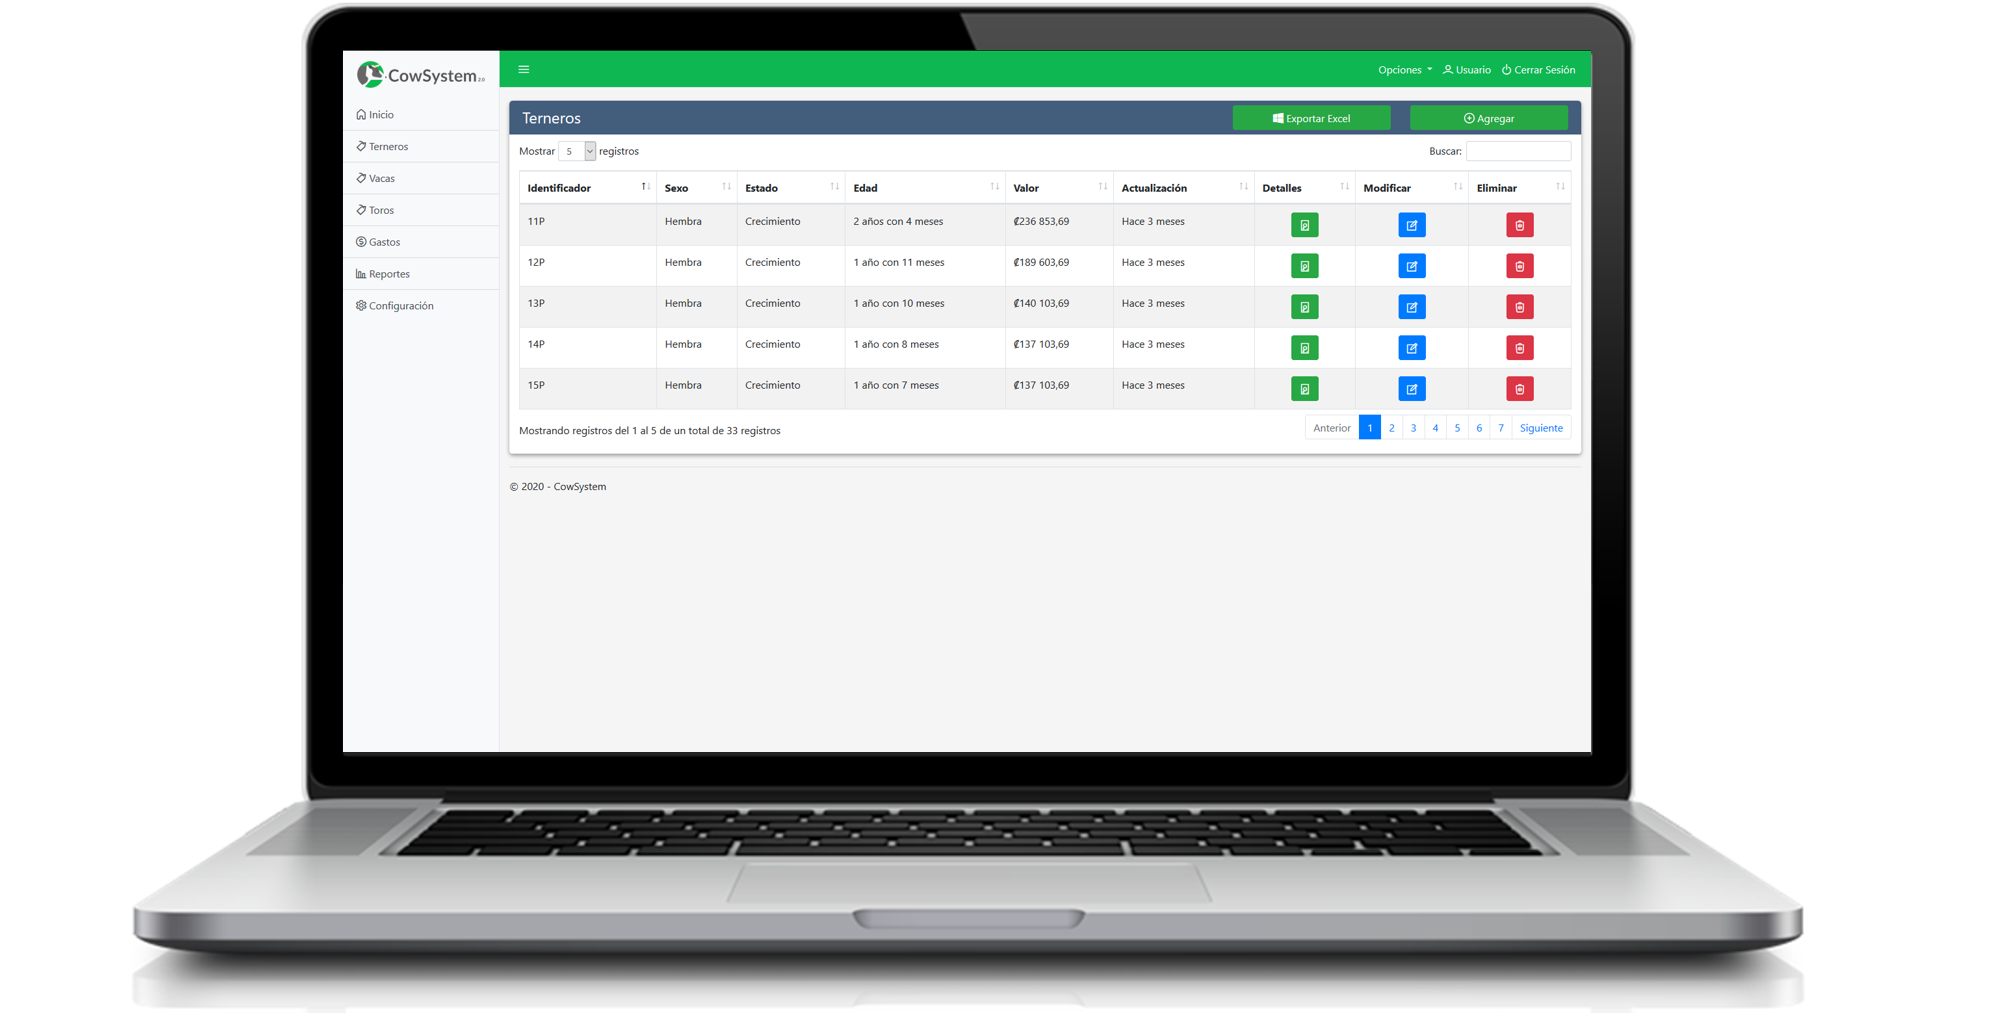 CowSystem 2.0
Opciones Usuario Cerrar Sesión
Inicio
Terneros
Vacas
Toros
Gastos
Reportes
Configuración
Terneros Exportar Excel Agregar
Mostrar 5 registros Buscar:
Identificador Sexo Estado Edad Valor Actualización Detalles Modificar Eliminar
11P Hembra Crecimiento 2 años con 4 meses ₡236 853,69 Hace 3 meses
12P Hembra Crecimiento 1 año con 11 meses ₡189 603,69 Hace 3 meses
13P Hembra Crecimiento 1 año con 10 meses ₡140 103,69 Hace 3 meses
14P Hembra Crecimiento 1 año con 8 meses ₡137 103,69 Hace 3 meses
15P Hembra Crecimiento 1 año con 7 meses ₡137 103,69 Hace 3 meses
Mostrando registros del 1 al 5 de un total de 33 registros Anterior 1 2 3 4 5 6 7 Siguiente
© 2020 - CowSystem